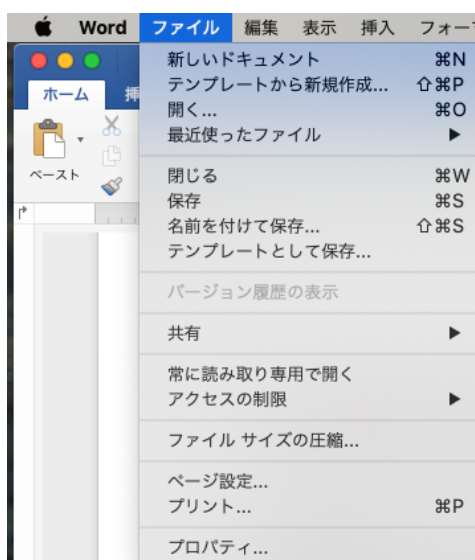 Word ファイル 編集 表示 挿入 フォー
ホーム 挿
ペースト
新しいドキュメント ⌘N
テンプレートから新規作成... ⇧⌘P
開く... ⌘O
最近使ったファイル ▶
閉じる ⌘W
保存 ⌘S
名前を付けて保存... ⇧⌘S
テンプレートとして保存...
バージョン履歴の表示
共有 ▶
常に読み取り専用で開く
アクセスの制限 ▶
ファイル サイズの圧縮...
ページ設定...
プリント... ⌘P
プロパティ...